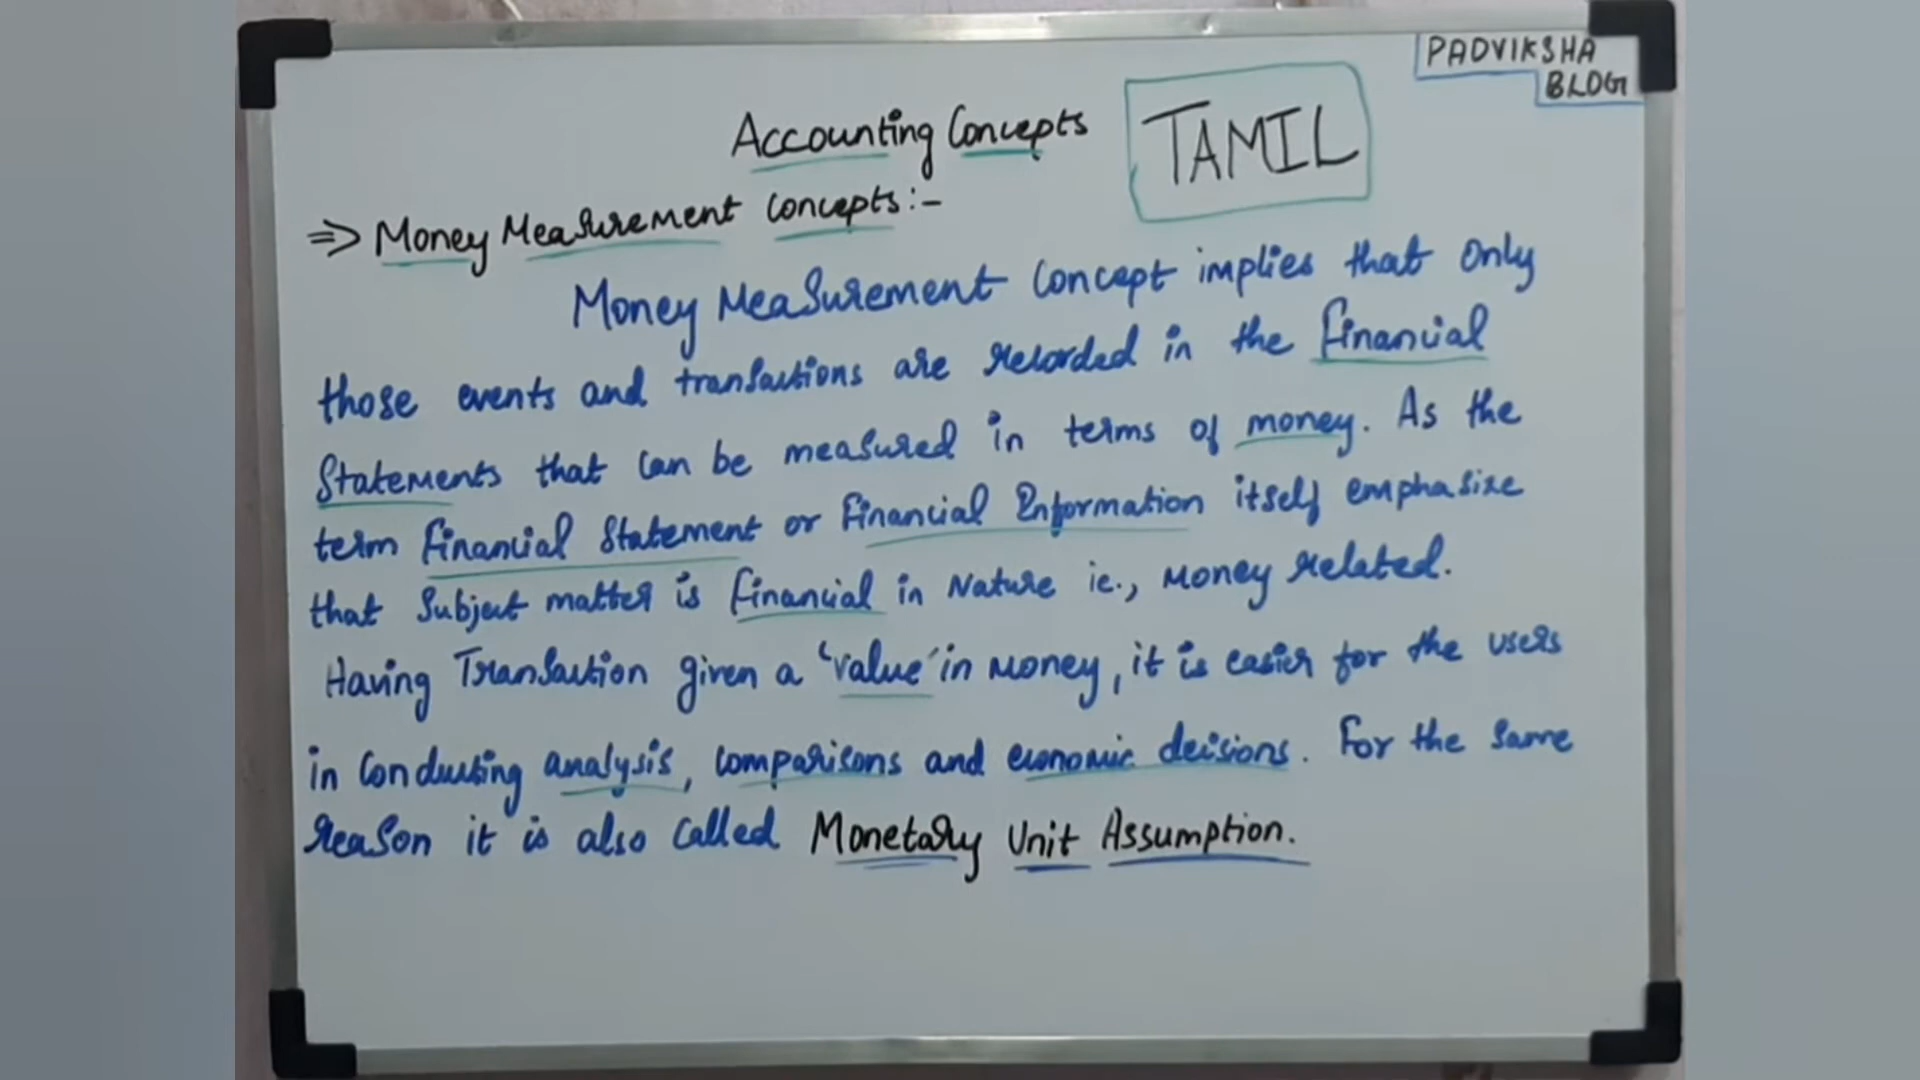 PADVIKSHA
BLOG
Accounting Concepts
TAMIL
⇒ Money Measurement Concepts:-
Money Measurement Concept implies that only
those events and transactions are recorded in the financial
Statements that can be measured in terms of money. As the
term financial Statement or financial Information itself emphasize
that Subject matter is financial in Nature ie., Money related.
Having Transaction given a 'value' in money, it is easier for the users
in Conducting analysis, comparisons and economic decisions. For the same
reason it is also called Monetary Unit Assumption.